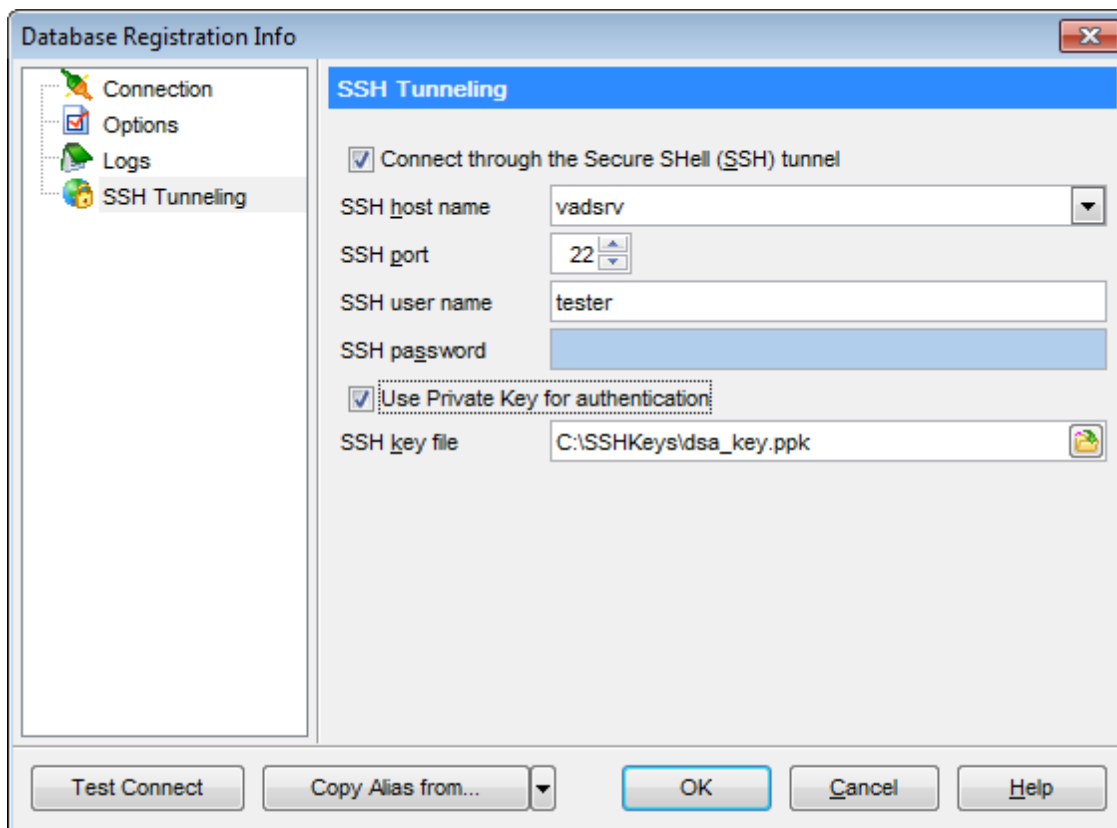 Database Registration Info
Connection
Options
Logs
SSH Tunneling
SSH Tunneling
Connect through the Secure SHell (SSH) tunnel
SSH host name vadsrv
SSH port 22
SSH user name tester
SSH password
Use Private Key for authentication
SSH key file C:\SSHKeys\dsa_key.ppk
Test Connect Copy Alias from... OK Cancel Help